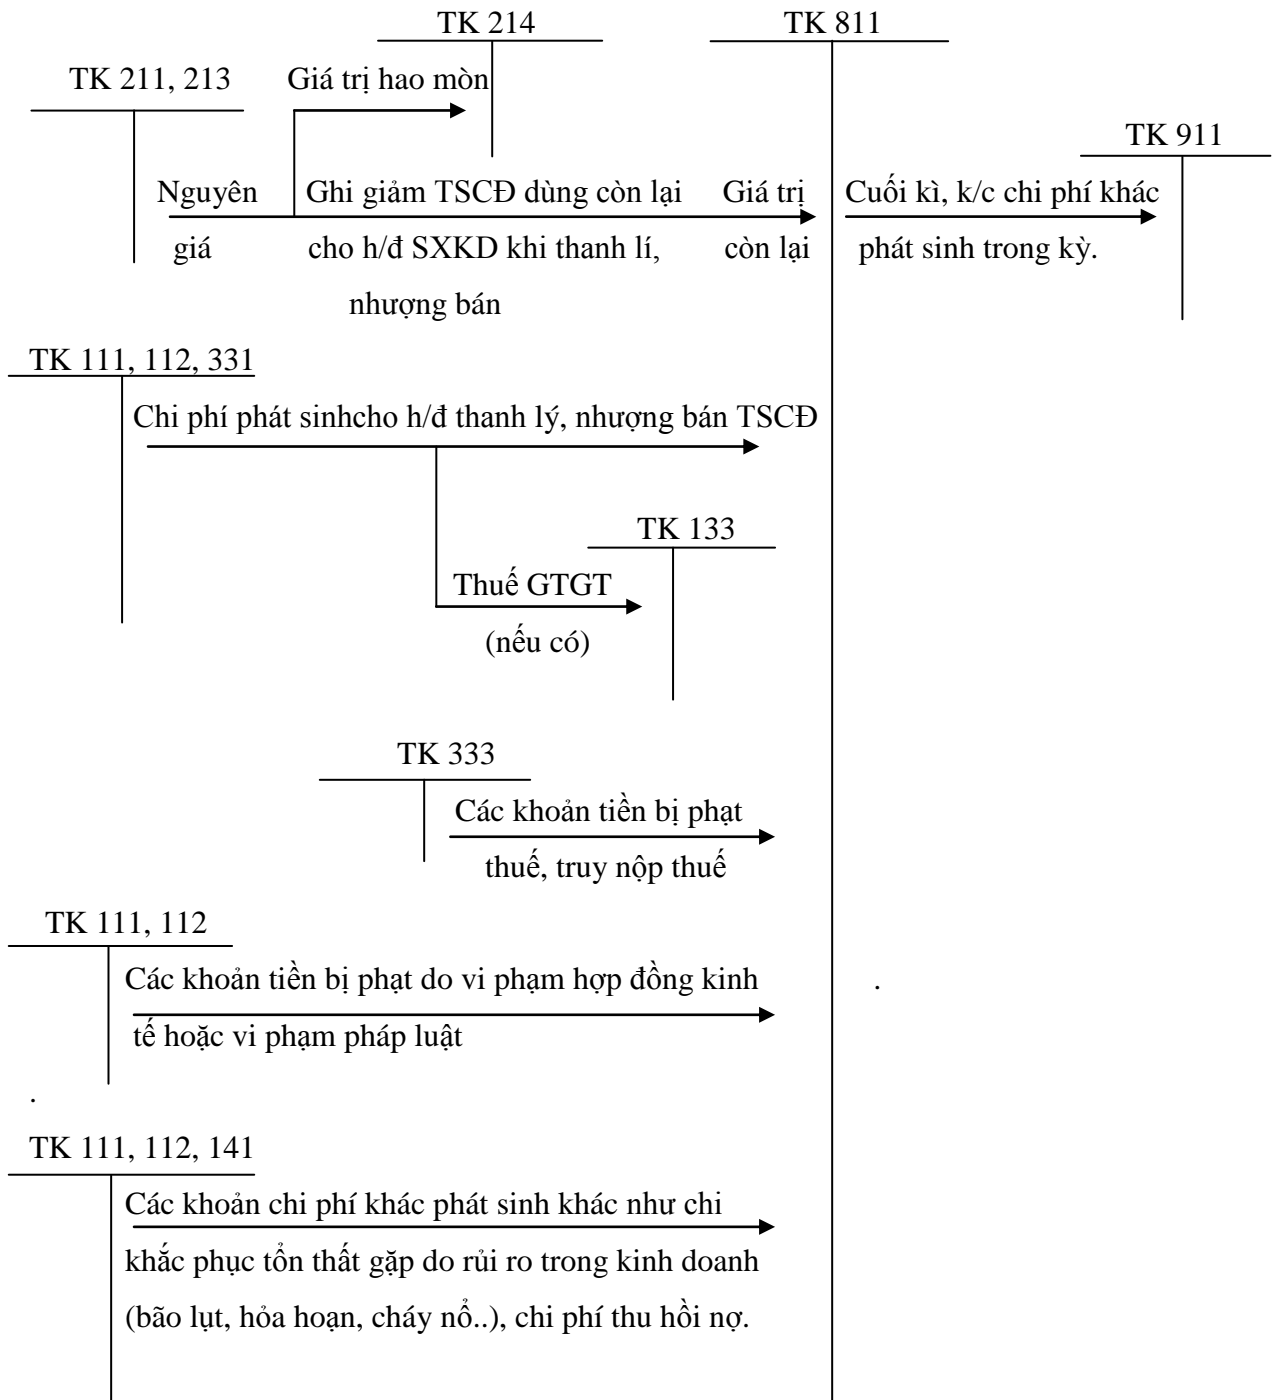 TK 214 TK 811
TK 211, 213 Giá trị hao mòn
TK 911
Nguyên Ghi giảm TSCĐ dùng còn lại Giá trị Cuối kì, k/c chi phí khác
giá cho h/đ SXKD khi thanh lí, còn lại phát sinh trong kỳ.
nhượng bán
TK 111, 112, 331
Chi phí phát sinhcho h/đ thanh lý, nhượng bán TSCĐ
TK 133
Thuế GTGT
(nếu có)
TK 333
Các khoản tiền bị phạt
thuế, truy nộp thuế
TK 111, 112
Các khoản tiền bị phạt do vi phạm hợp đồng kinh .
tế hoặc vi phạm pháp luật
.
TK 111, 112, 141
Các khoản chi phí khác phát sinh khác như chi
khắc phục tổn thất gặp do rủi ro trong kinh doanh
(bão lụt, hỏa hoạn, cháy nổ..), chi phí thu hồi nợ.